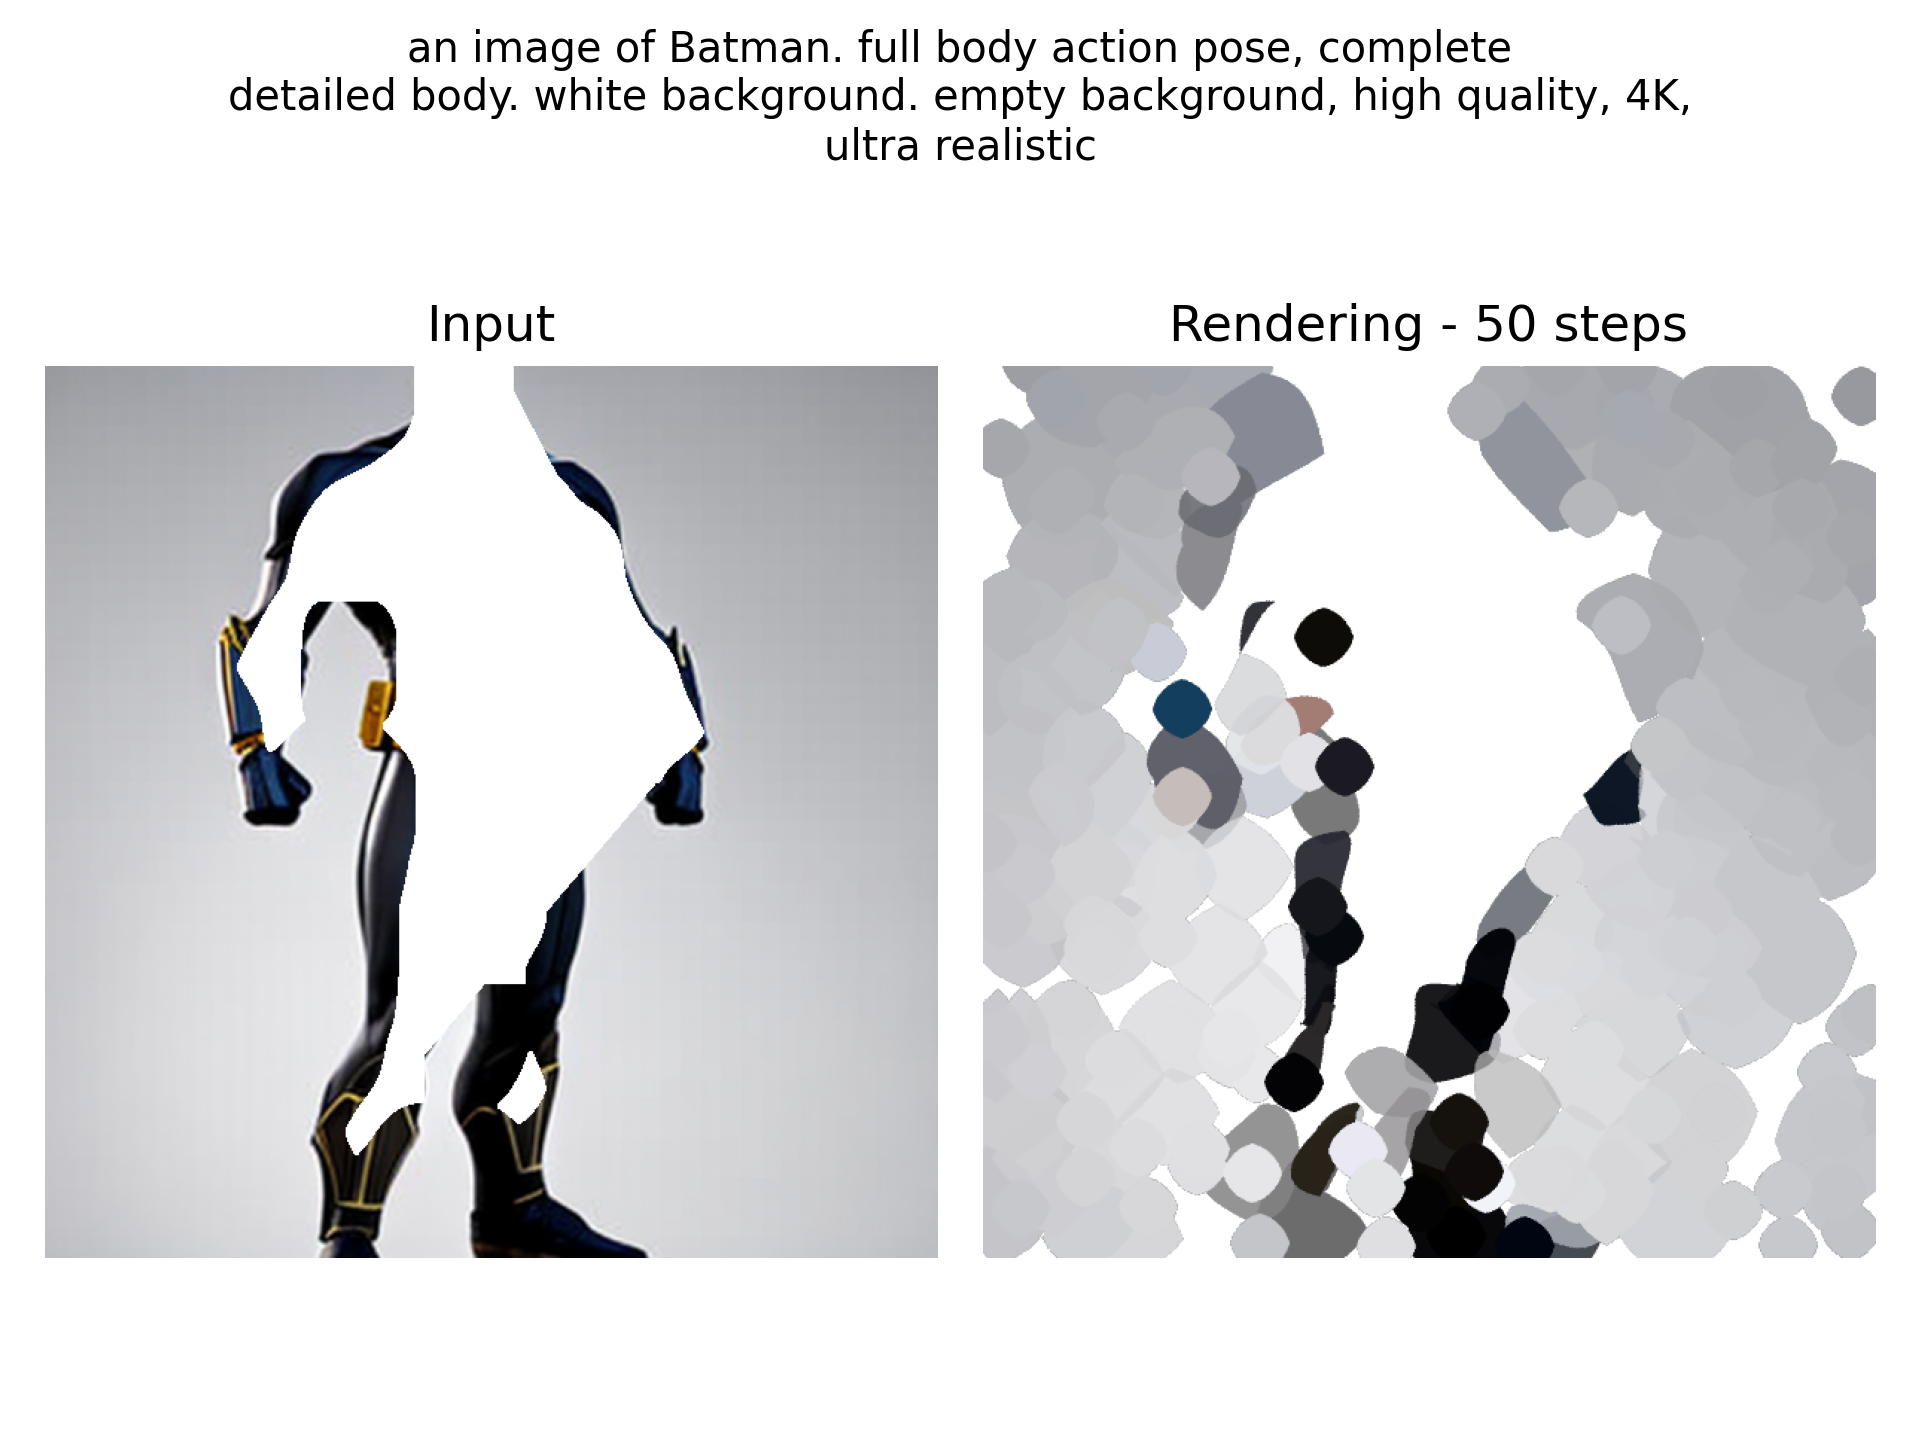 an image of Batman. full body action pose, complete
detailed body. white background. empty background, high quality, 4K,
ultra realistic
Input
Rendering - 50 steps